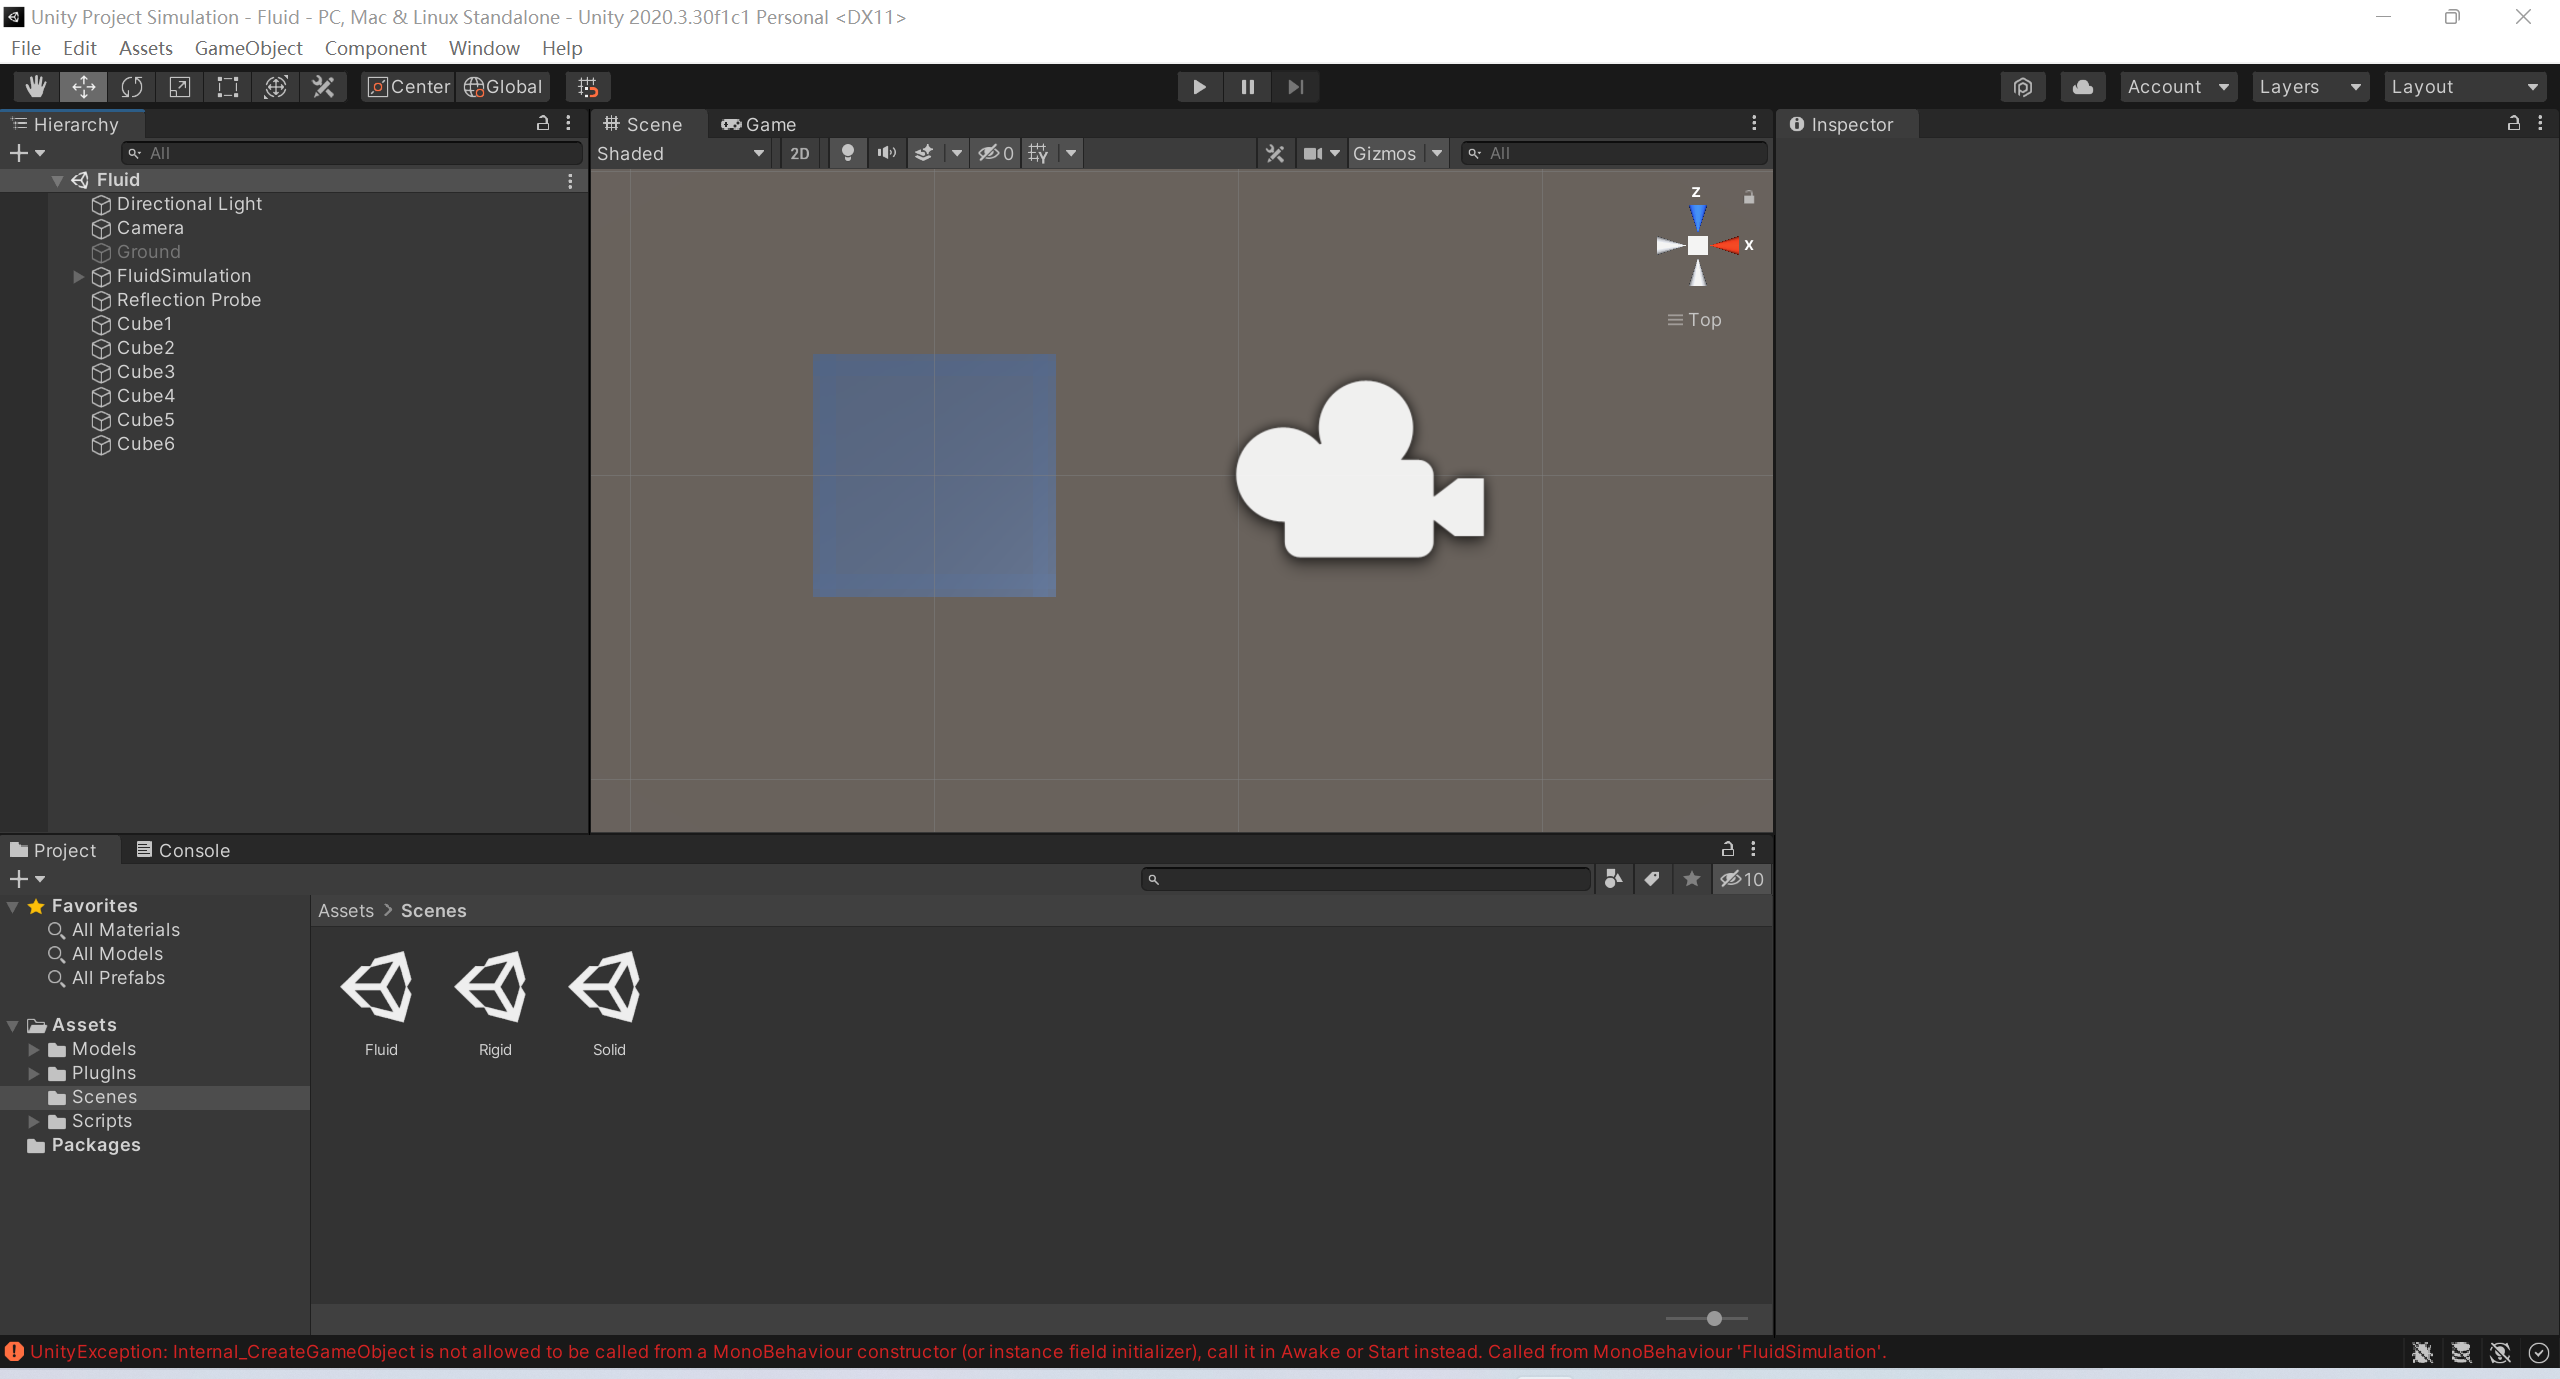 Unity Project Simulation - Fluid - PC, Mac & Linux Standalone - Unity 2020.3.30f1c1 Personal <DX11>
File Edit Assets GameObject Component Window Help
Center Global Account Layers Layout
Hierarchy
All
Fluid
Directional Light
Camera
Ground
FluidSimulation
Reflection Probe
Cube1
Cube2
Cube3
Cube4
Cube5
Cube6
Scene Game
Shaded 2D 0 Gizmos All
z
x
Top
Inspector
Project Console
10
Favorites
All Materials
All Models
All Prefabs
Assets
Models
PlugIns
Scenes
Scripts
Packages
Assets > Scenes
Fluid Rigid Solid
UnityException: Internal_CreateGameObject is not allowed to be called from a MonoBehaviour constructor (or instance field initializer), call it in Awake or Start instead. Called from MonoBehaviour 'FluidSimulation'.